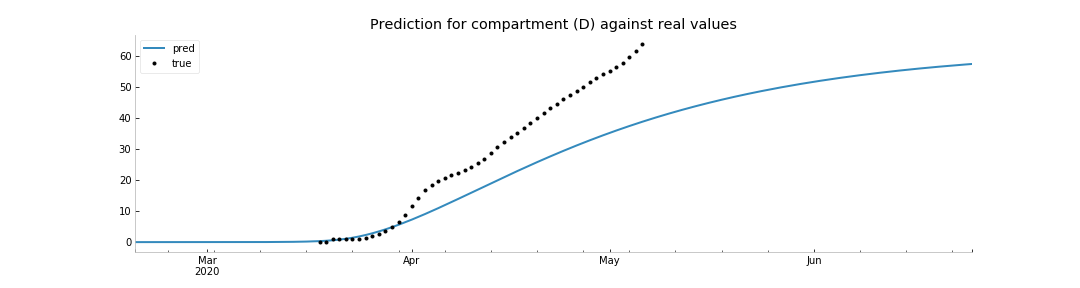 Prediction for compartment (D) against real values
pred
true
60
50
40
30
20
10
0
Mar
2020
Apr
May
Jun